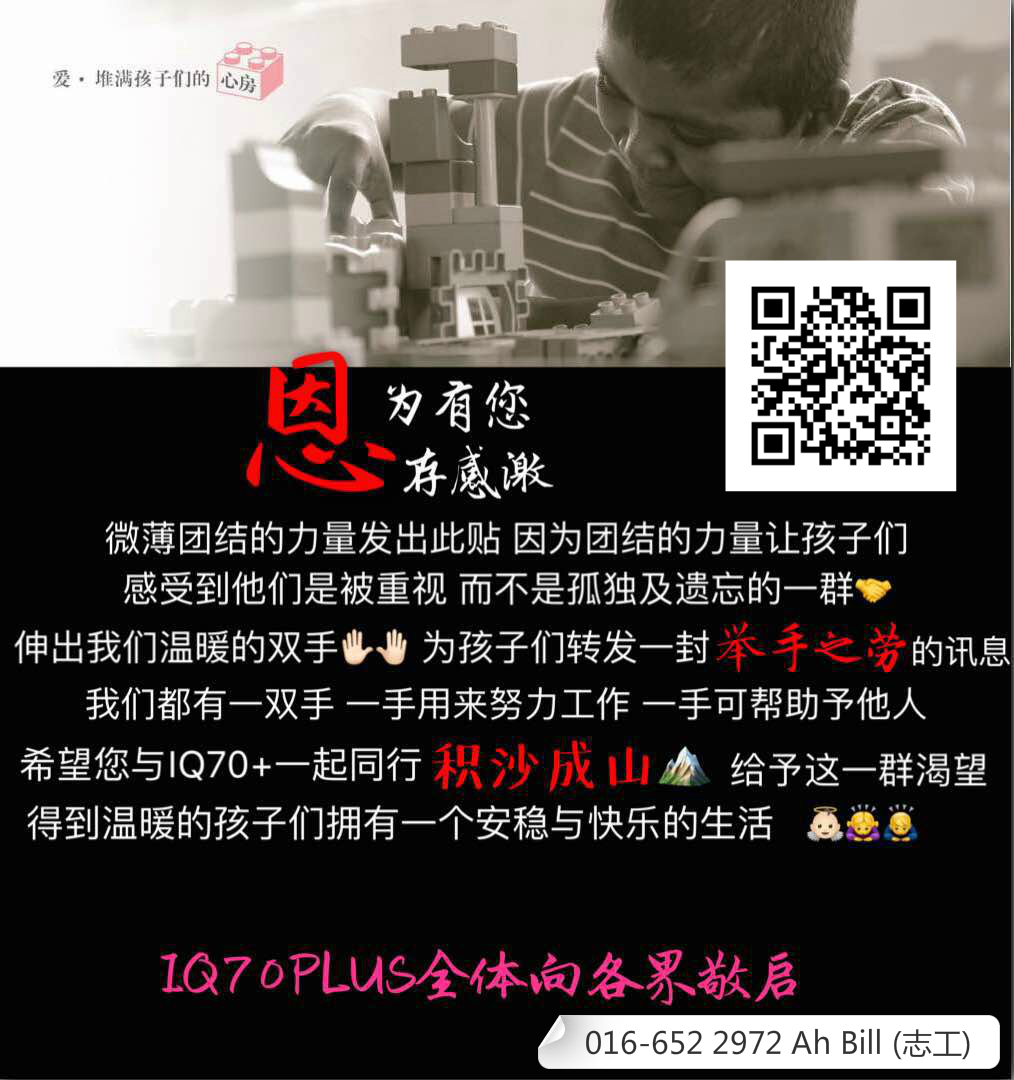 爱·堆满孩子们的 心房
恩 为有您
存感激
微薄团结的力量发出此贴 因为团结的力量让孩子们
感受到他们是被重视 而不是孤独及遗忘的一群🤝
伸出我们温暖的双手🖐🏻🤚🏻 为孩子们转发一封 举手之劳的讯息
我们都有一双手 一手用来努力工作 一手可帮助予他人
希望您与IQ70+一起同行 积沙成山🏔 给予这一群渴望
得到温暖的孩子们拥有一个安稳与快乐的生活 👼🏻🙇‍♀️🙇‍♂️
IQ70PLUS全体向各界敬启
016-652 2972 Ah Bill (志工)